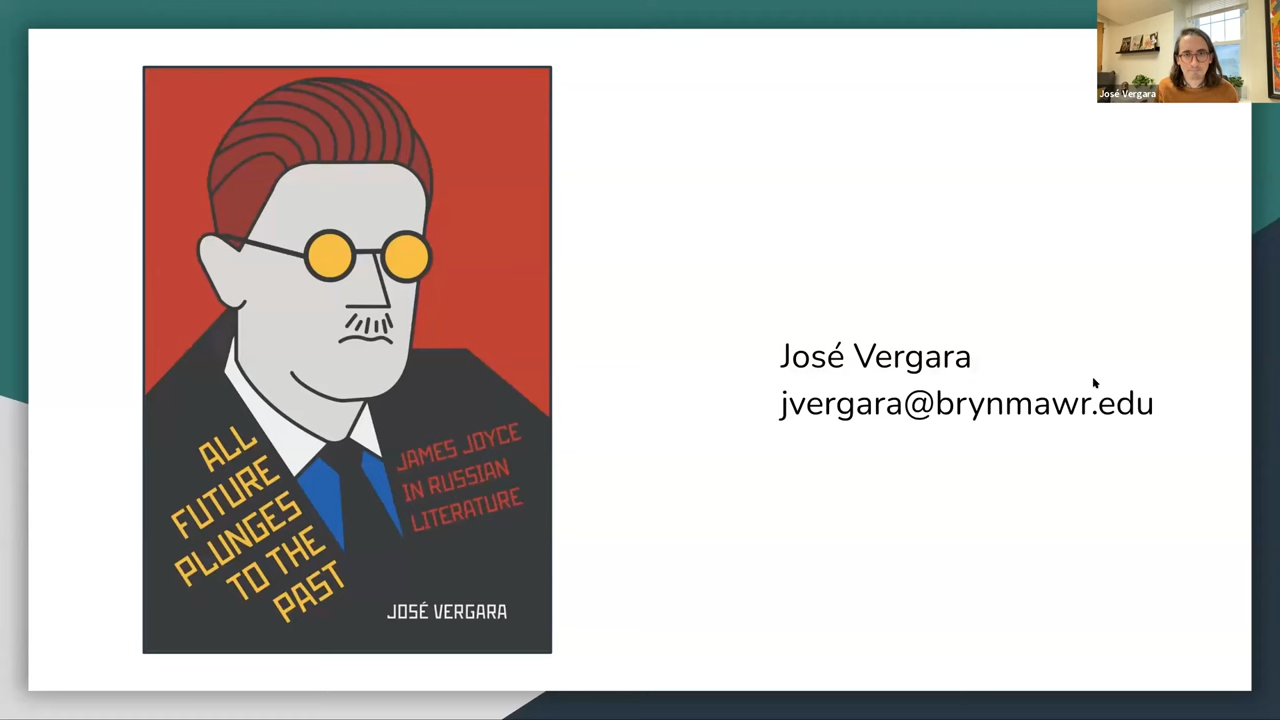 José Vergara
ALL
FUTURE
PLUNGES
TO THE
PAST
JAMES JOYCE
IN RUSSIAN
LITERATURE
JOSÉ VERGARA
José Vergara
jvergara@brynmawr.edu